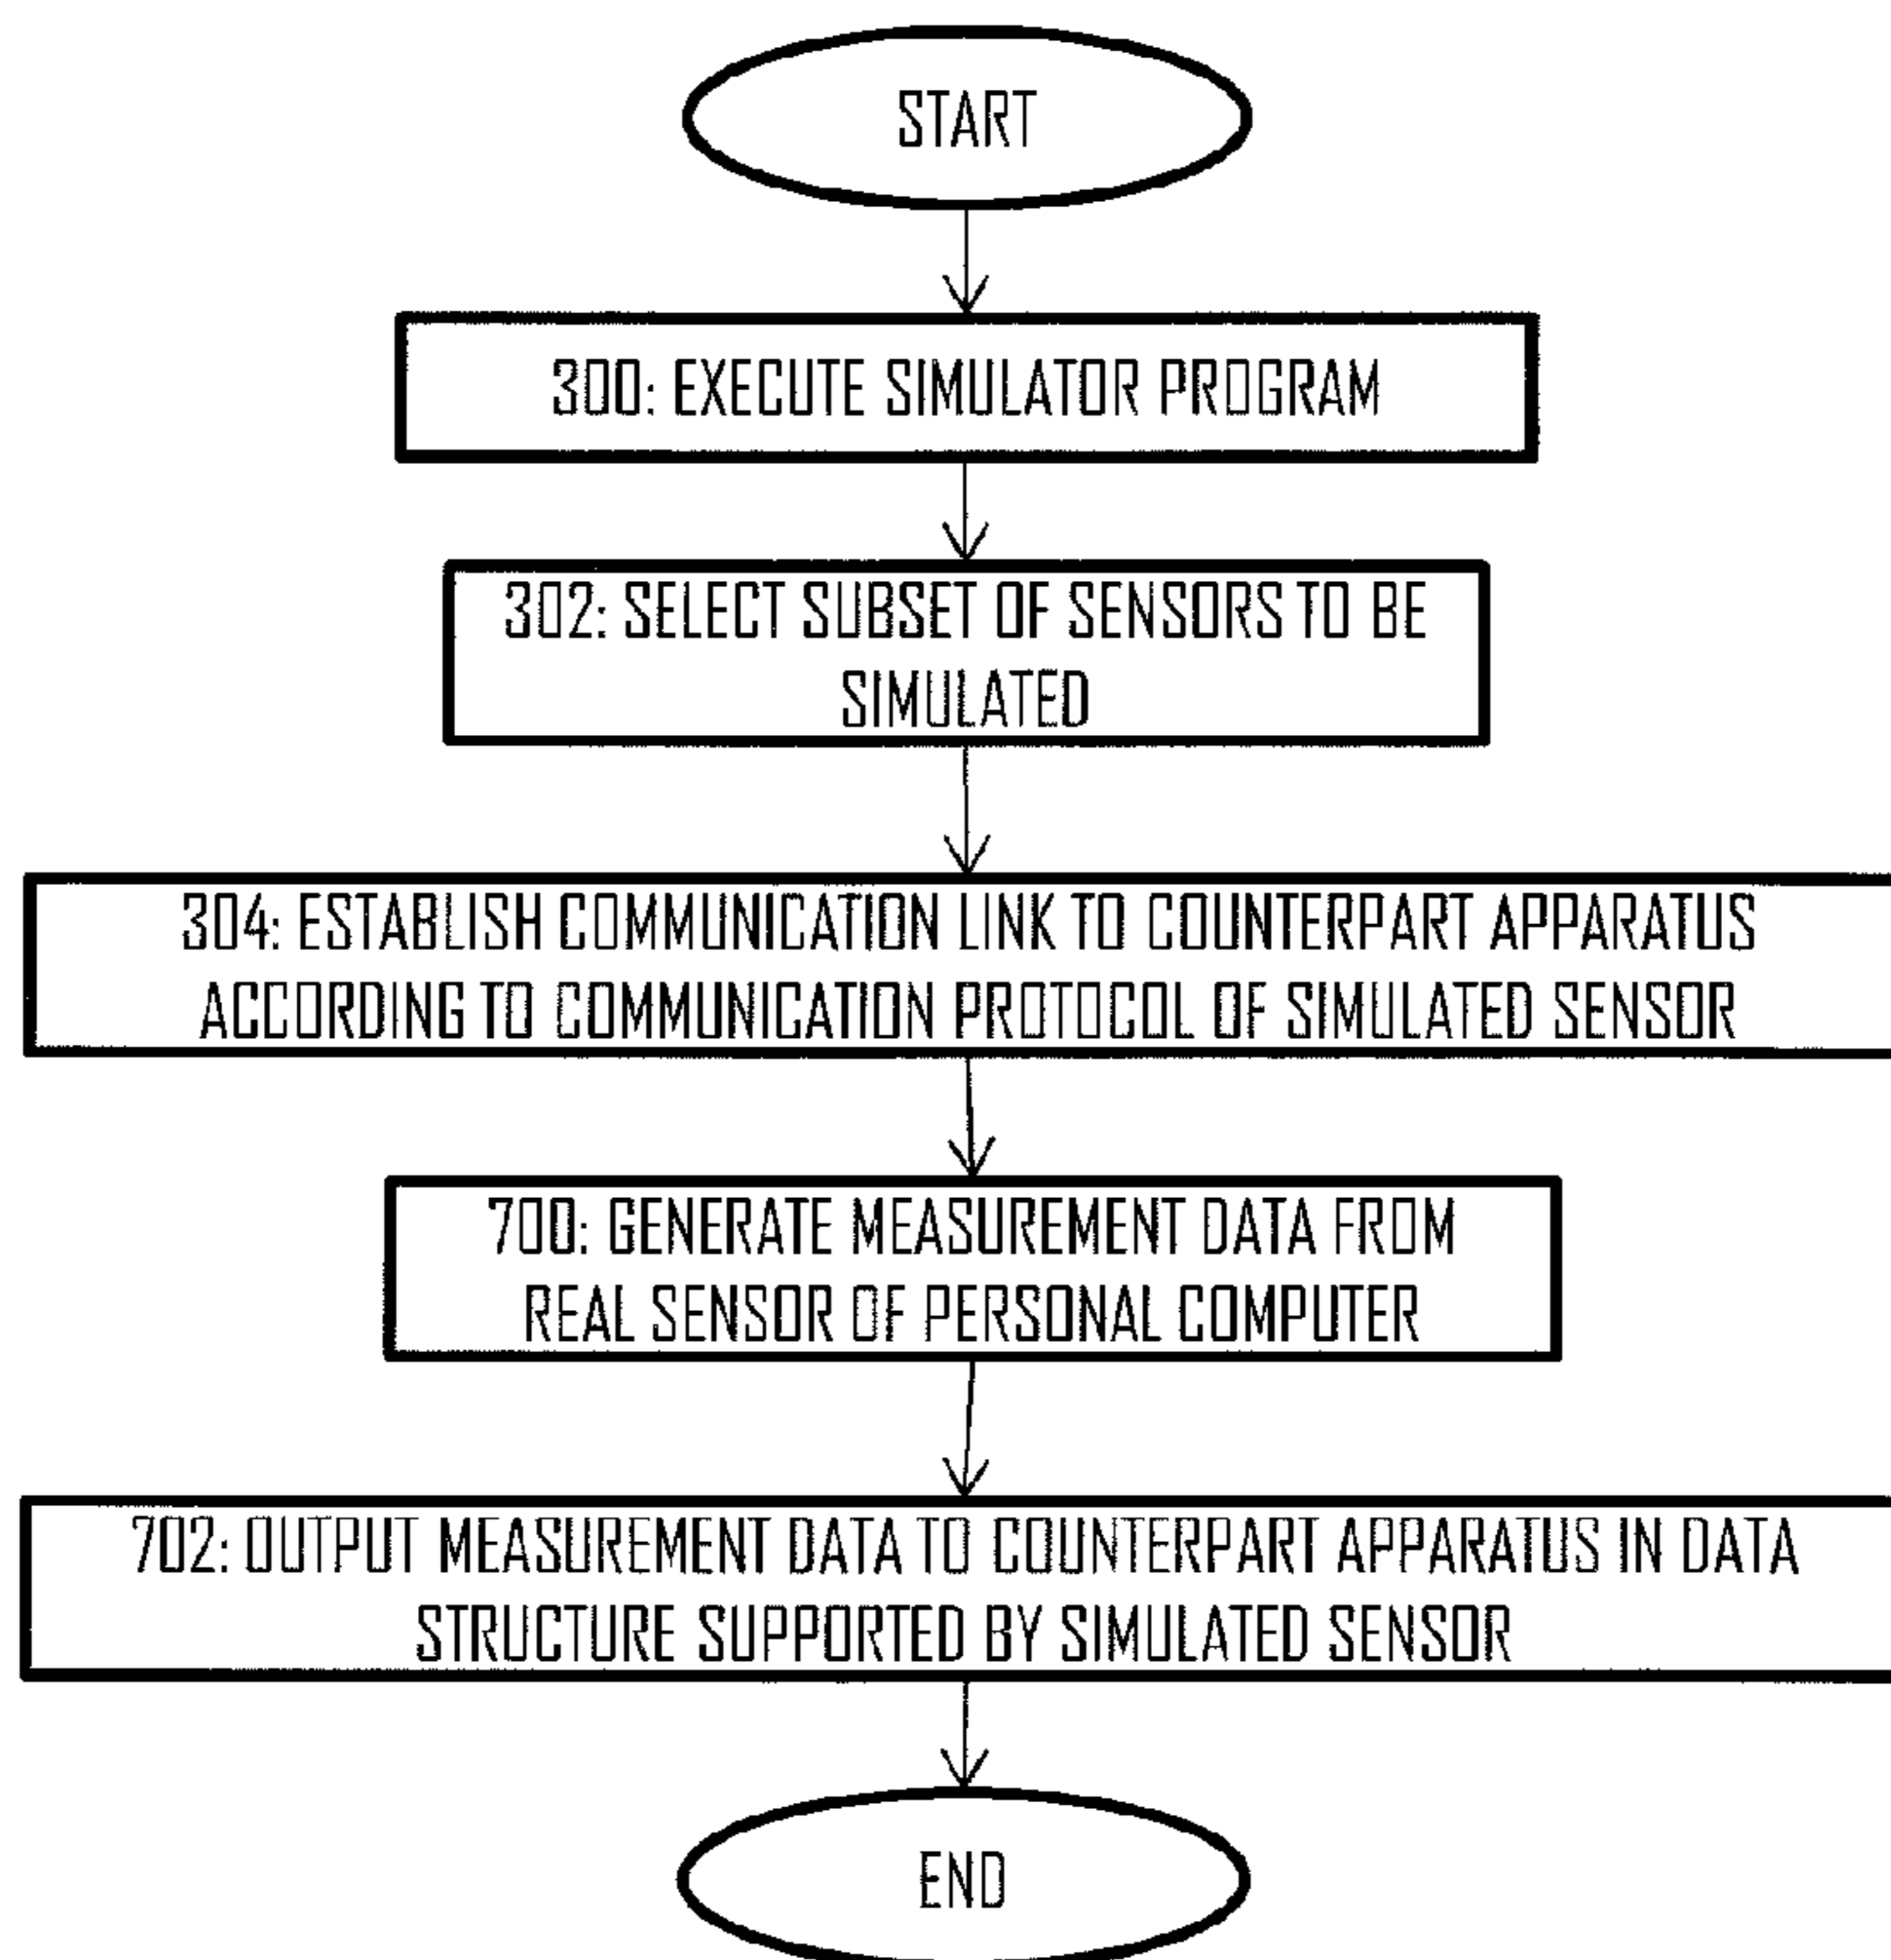 START
300: EXECUTE SIMULATOR PROGRAM
302: SELECT SUBSET OF SENSORS TO BE
SIMULATED
304: ESTABLISH COMMUNICATION LINK TO COUNTERPART APPARATUS
ACCORDING TO COMMUNICATION PROTOCOL OF SIMULATED SENSOR
700: GENERATE MEASUREMENT DATA FROM
REAL SENSOR OF PERSONAL COMPUTER
702: OUTPUT MEASUREMENT DATA TO COUNTERPART APPARATUS IN DATA
STRUCTURE SUPPORTED BY SIMULATED SENSOR
END